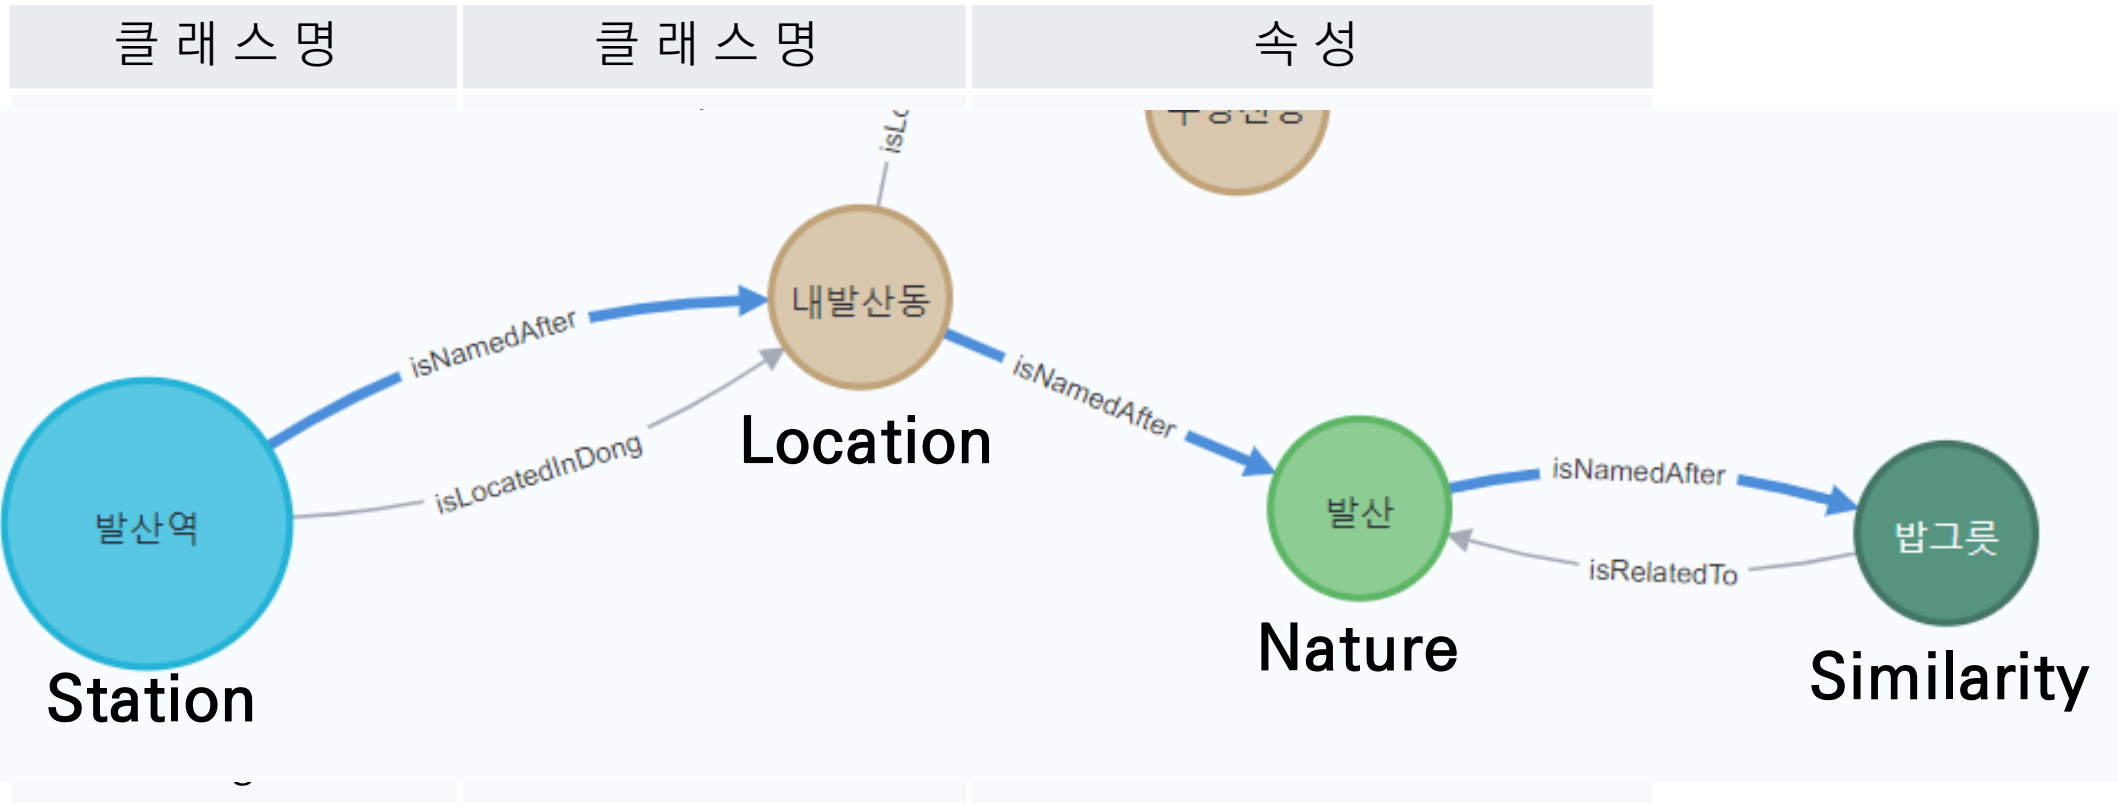 클래스명 클래스명 속성
isLo
isNamedAfter
내발산동
isLocatedInDong
isNamedAfter
Location
발산역
Station
발산
isNamedAfter
isRelatedTo
Nature
밥그릇
Similarity